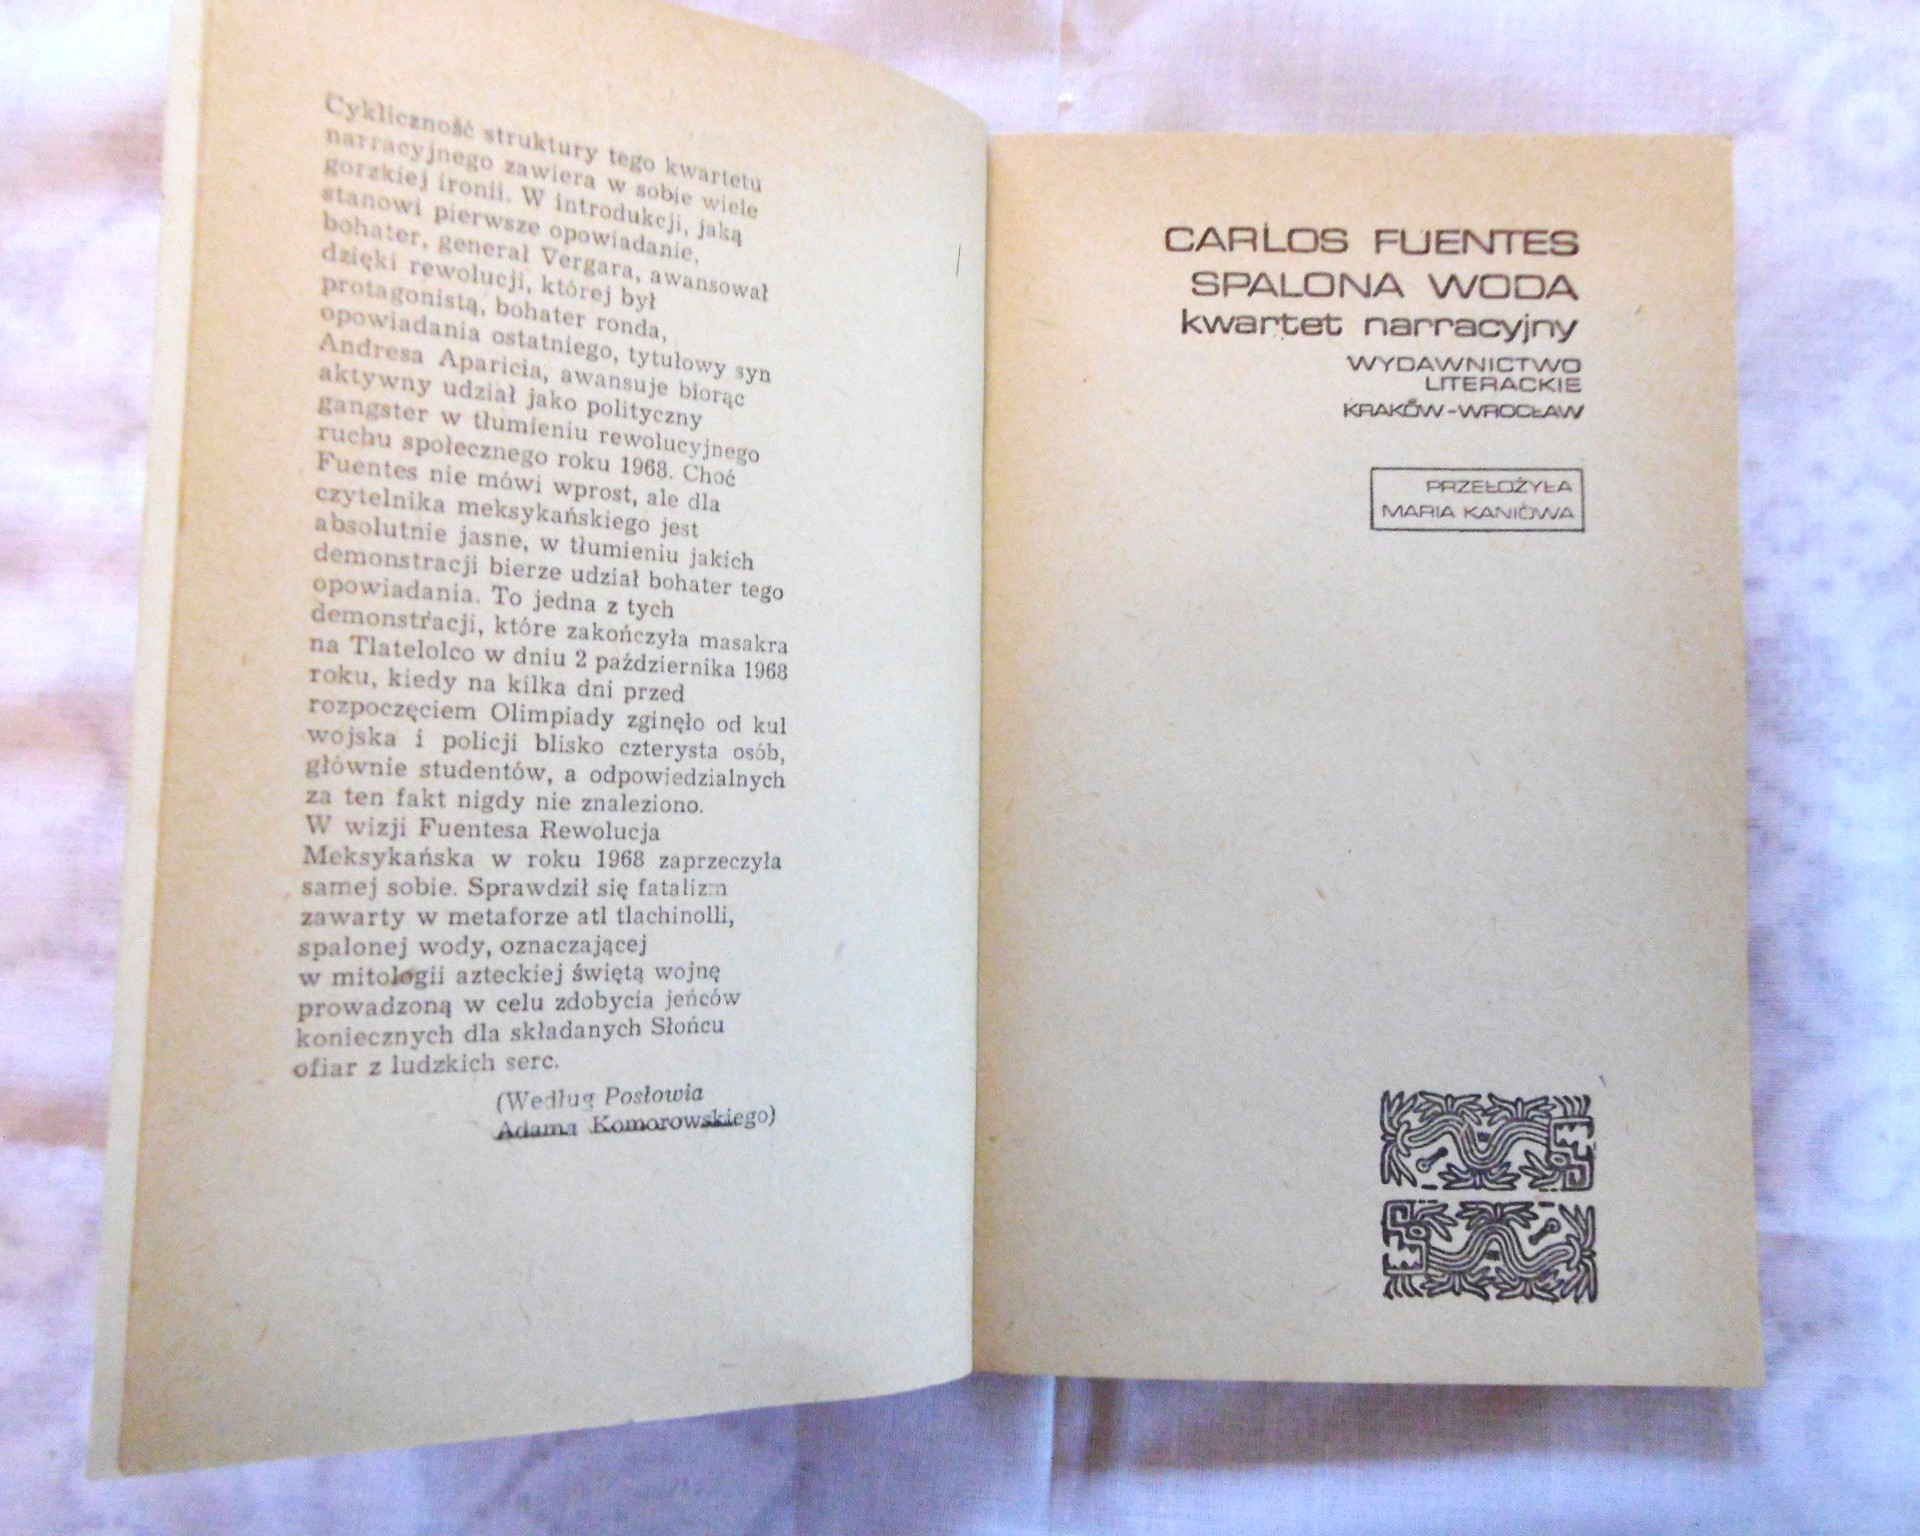 Cykliczność struktury tego kwartetu
narracyjnego zawiera w sobie wiele
gorzkiej ironii. W introdukcji, jaką
stanowi pierwsze opowiadanie,
bohater, generał Vergara, awansował
dzięki rewolucji, której był
protagonistą, bohater ronda,
opowiadania ostatniego, tytułowy syn
Andresa Aparicia, awansuje biorąc
aktywny udział jako polityczny
gangster w tłumieniu rewolucyjnego
ruchu społecznego roku 1968. Choć
Fuentes nie mówi wprost, ale dla
czytelnika meksykańskiego jest
absolutnie jasne, w tłumieniu jakich
demonstracji bierze udział bohater tego
opowiadania. To jedna z tych
demonstracji, które zakończyła masakra
na Tlatelolco w dniu 2 października 1968
roku, kiedy na kilka dni przed
rozpoczęciem Olimpiady zginęło od kul
wojska i policji blisko czterysta osób,
głównie studentów, a odpowiedzialnych
za ten fakt nigdy nie znaleziono.
W wizji Fuentesa Rewolucja
Meksykańska w roku 1968 zaprzeczyła
samej sobie. Sprawdził się fatalizm
zawarty w metaforze atl tlachinolli,
spalonej wody, oznaczającej
w mitologii azteckiej świętą wojnę
prowadzoną w celu zdobycia jeńców
koniecznych dla składanych Słońcu
ofiar z ludzkich serc.
(Według Posłowia
Adama Komorowskiego)
CARLOS FUENTES
SPALONA WODA
kwartet narracyjny
WYDAWNICTWO
LITERACKIE
KRAKÓW-WROCŁAW
PRZEŁOŻYŁA
MARIA KANIOWA